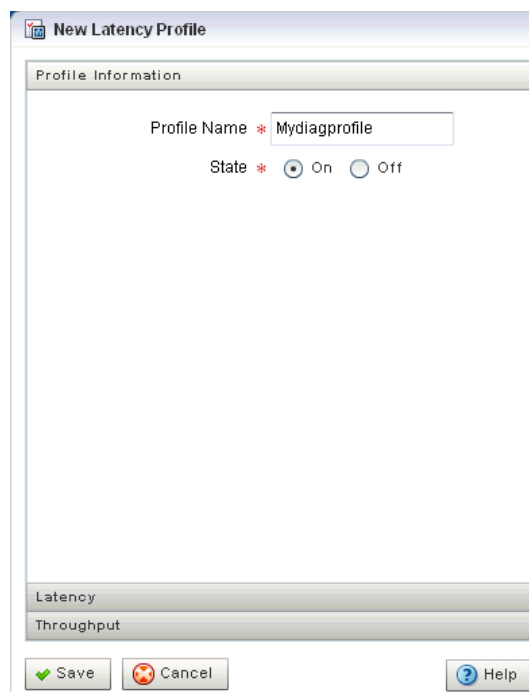 New Latency Profile
Profile Information
Profile Name * Mydiagprofile
State * On Off
Latency
Throughput
Save Cancel Help